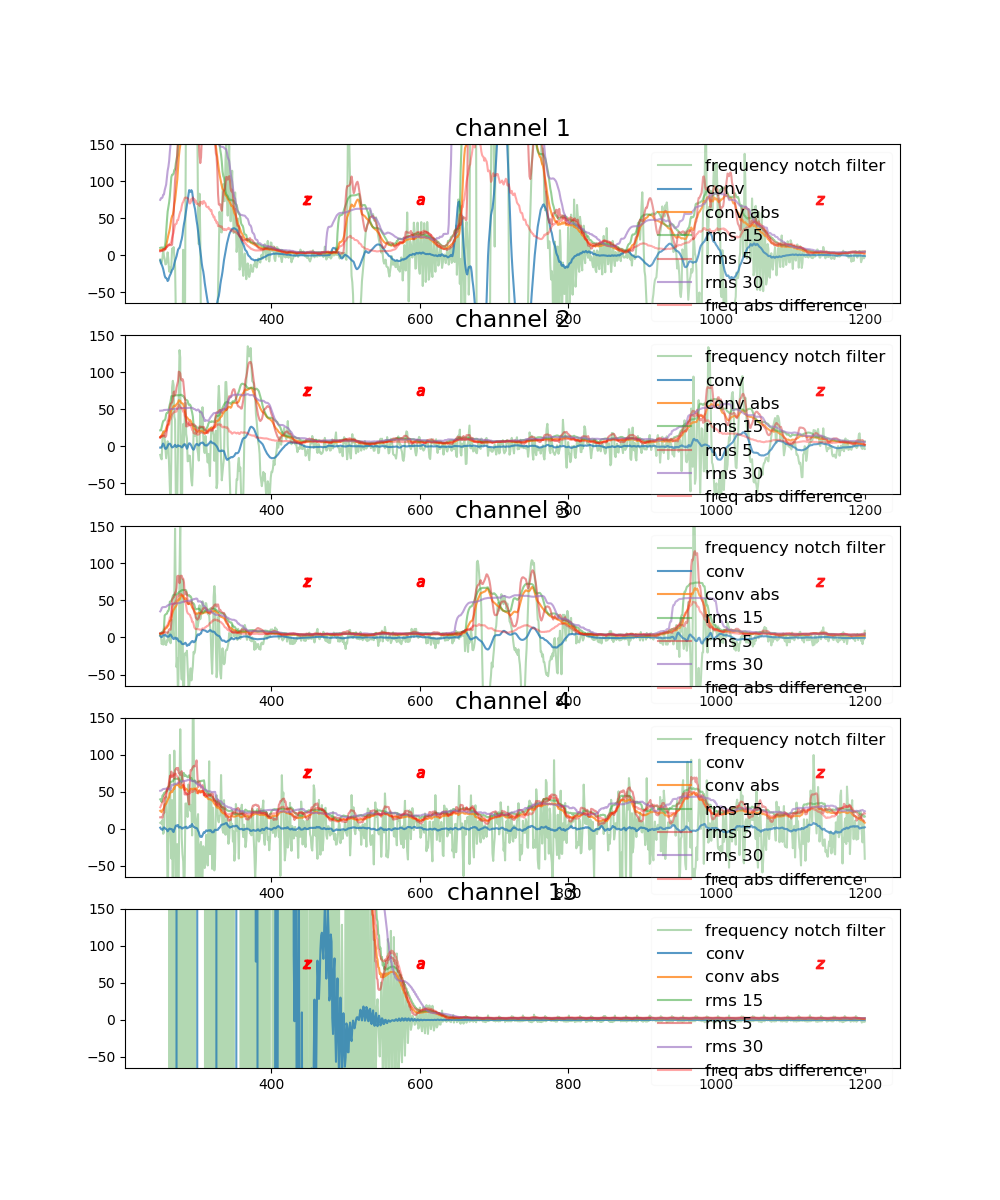 channel 1
150
100
50
0
−50
z
a
z
frequency notch filter
conv
conv abs
rms 15
rms 5
rms 30
freq abs difference
400
600
800
1000
1200
channel 2
150
100
50
0
−50
z
a
z
frequency notch filter
conv
conv abs
rms 15
rms 5
rms 30
freq abs difference
400
600
800
1000
1200
channel 3
150
100
50
0
−50
z
a
z
frequency notch filter
conv
conv abs
rms 15
rms 5
rms 30
freq abs difference
400
600
800
1000
1200
channel 4
150
100
50
0
−50
z
a
z
frequency notch filter
conv
conv abs
rms 15
rms 5
rms 30
freq abs difference
400
600
800
1000
1200
channel 13
150
100
50
0
−50
z
a
z
frequency notch filter
conv
conv abs
rms 15
rms 5
rms 30
freq abs difference
400
600
800
1000
1200